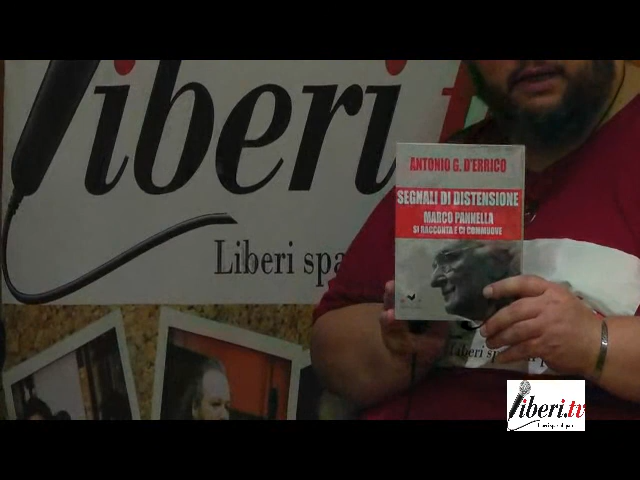 liberi.t
Liberi spa
ANTONIO G. D'ERRICO
SEGNALI DI DISTENSIONE
MARCO PANNELLA
SI RACCONTA E CI COMMUOVE
liberi.tv